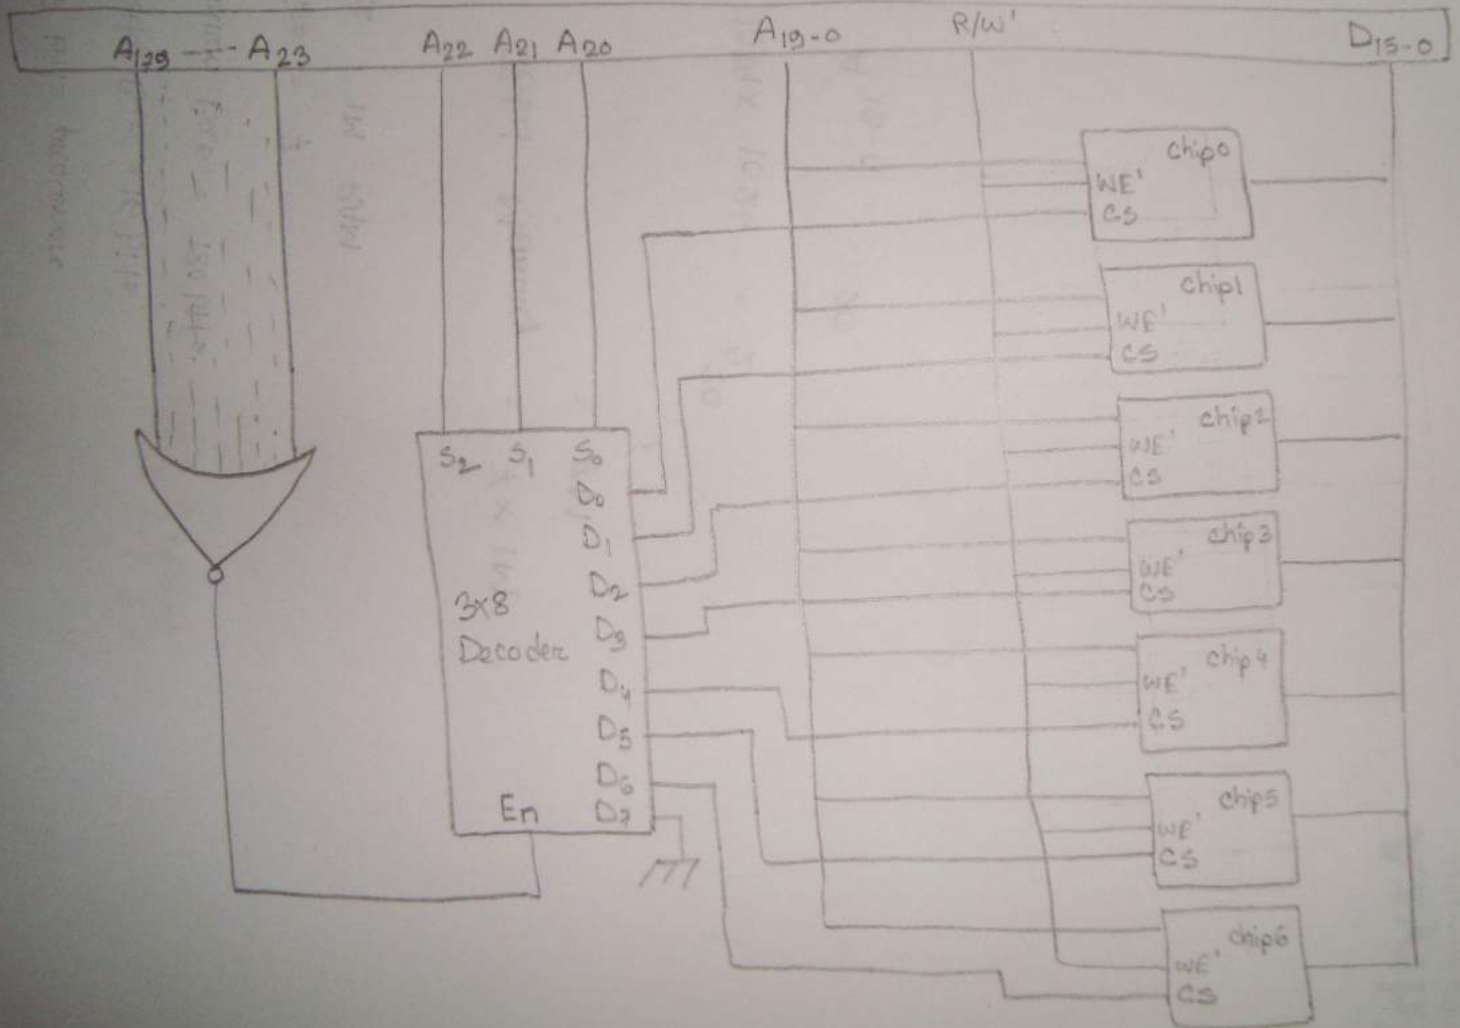 A129 ---- A23 A22 A21 A20 A19-0 R/W' D15-0
chip0
WE'
CS
chip1
WE'
CS
chip2
WE'
CS
chip3
WE'
CS
chip4
WE'
CS
chip5
WE'
CS
chip6
WE'
CS
S2 S1 S0
D0
D1
D2
D3
D4
D5
D6
D7
3x8
Decoder
En